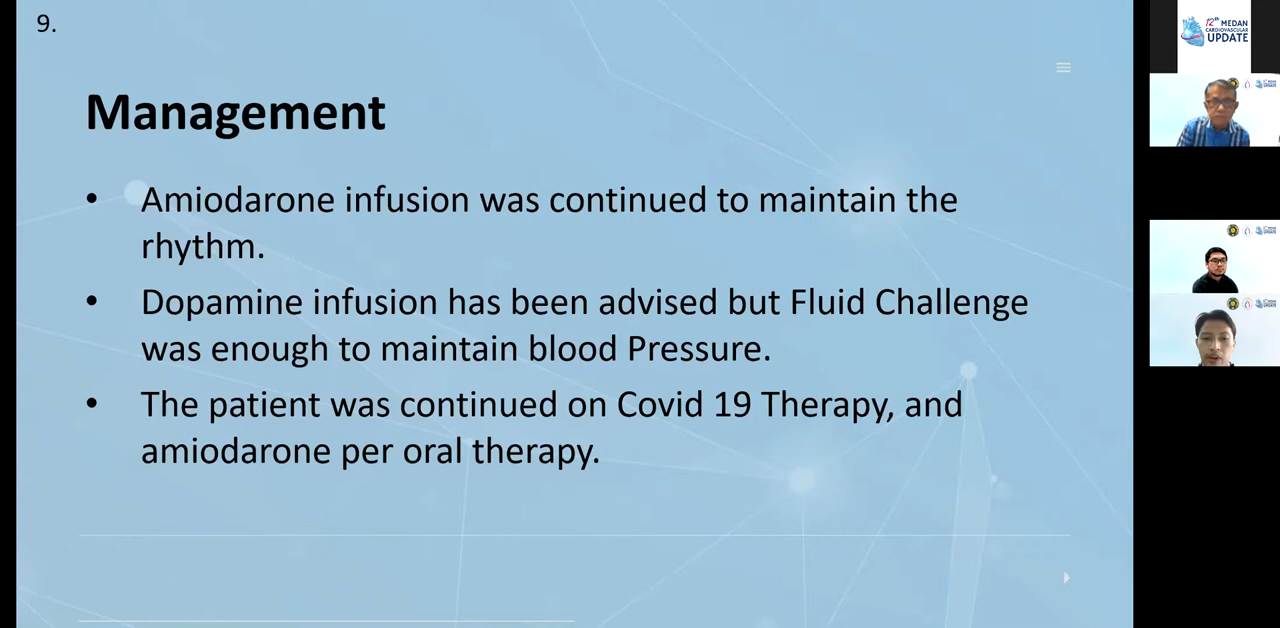 9.
Management
• Amiodarone infusion was continued to maintain the
rhythm.
• Dopamine infusion has been advised but Fluid Challenge
was enough to maintain blood Pressure.
• The patient was continued on Covid 19 Therapy, and
amiodarone per oral therapy.
12th MEDAN
CARDIOVASCULAR
UPDATE